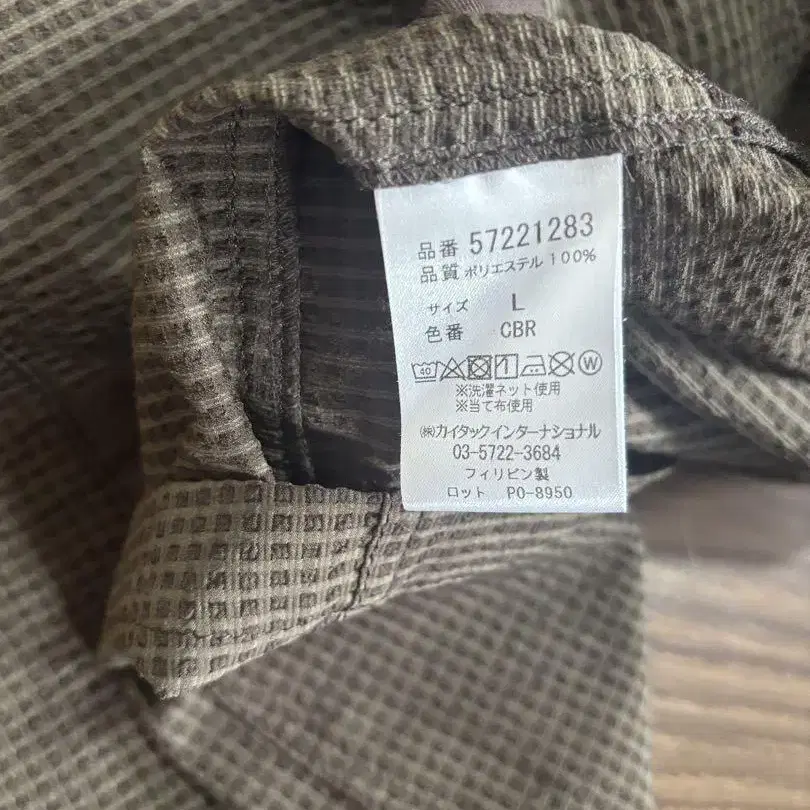 品番 57221283
品質 ポリエステル 100%
サイズ L
色番 CBR
40 W
※洗濯ネット使用
※当て布使用
㈱カイタックインターナショナル
03-5722-3684
フィリピン製
ロット PO-8950